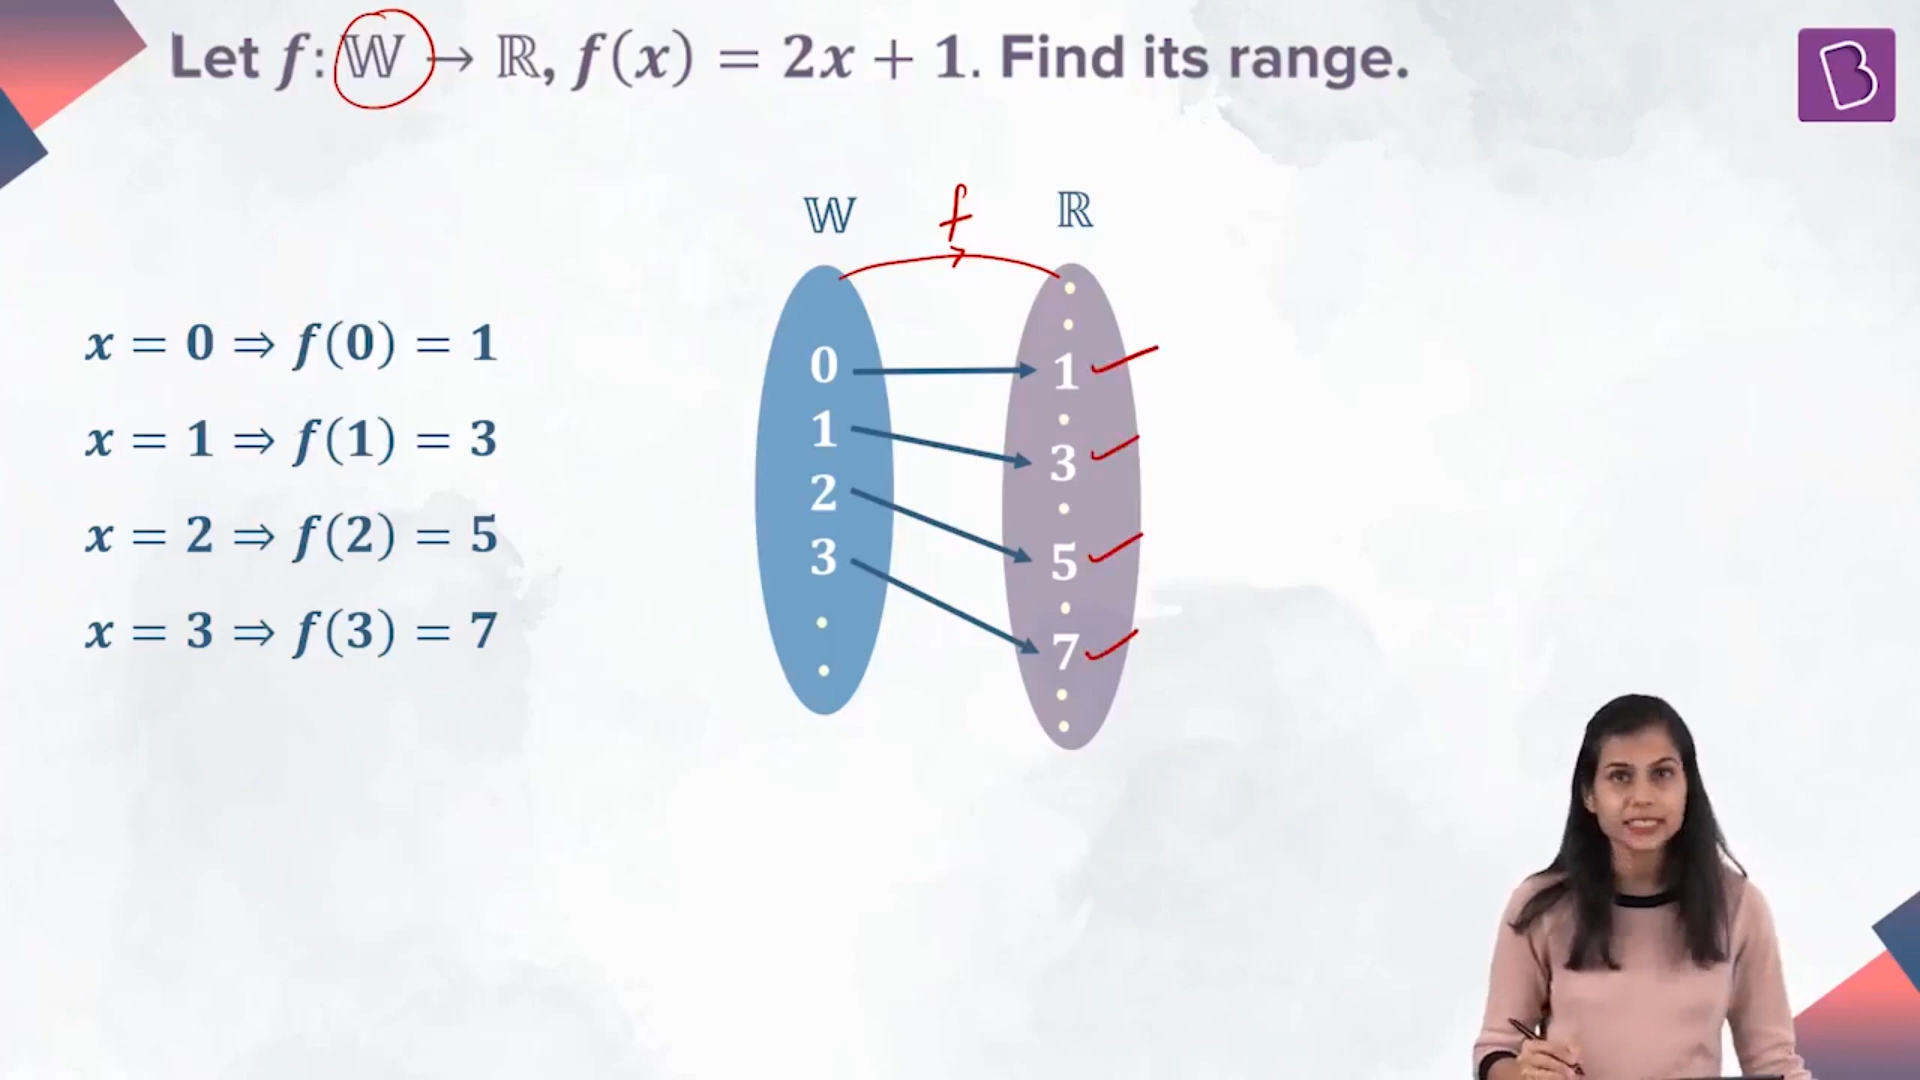 Let f: 𝕎 → ℝ, f(x) = 2x + 1. Find its range.
𝕎 f ℝ
x = 0 ⇒ f(0) = 1
x = 1 ⇒ f(1) = 3
x = 2 ⇒ f(2) = 5
x = 3 ⇒ f(3) = 7
0 1
1 3
2 5
3 7
B